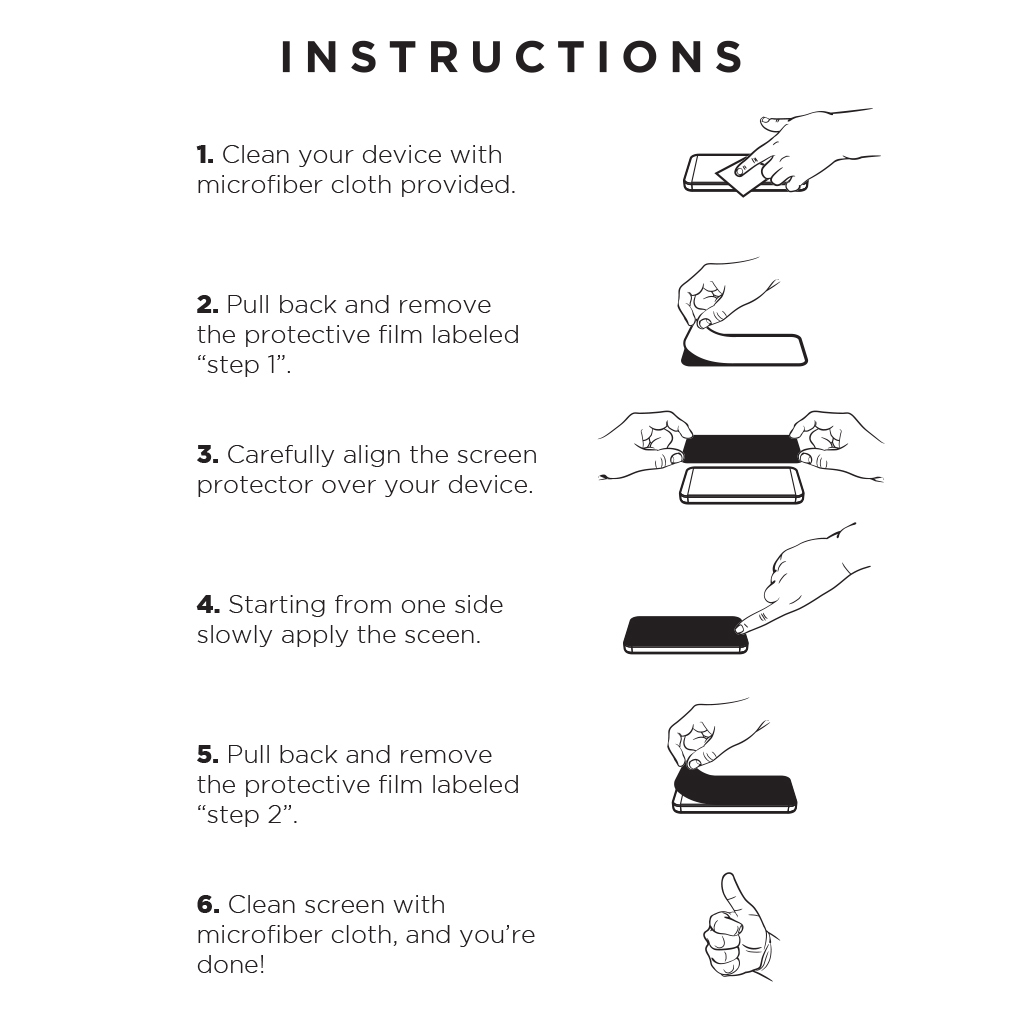 INSTRUCTIONS
1. Clean your device with
microfiber cloth provided.
2. Pull back and remove
the protective film labeled
“step 1”.
3. Carefully align the screen
protector over your device.
4. Starting from one side
slowly apply the sceen.
5. Pull back and remove
the protective film labeled
“step 2”.
6. Clean screen with
microfiber cloth, and you’re
done!